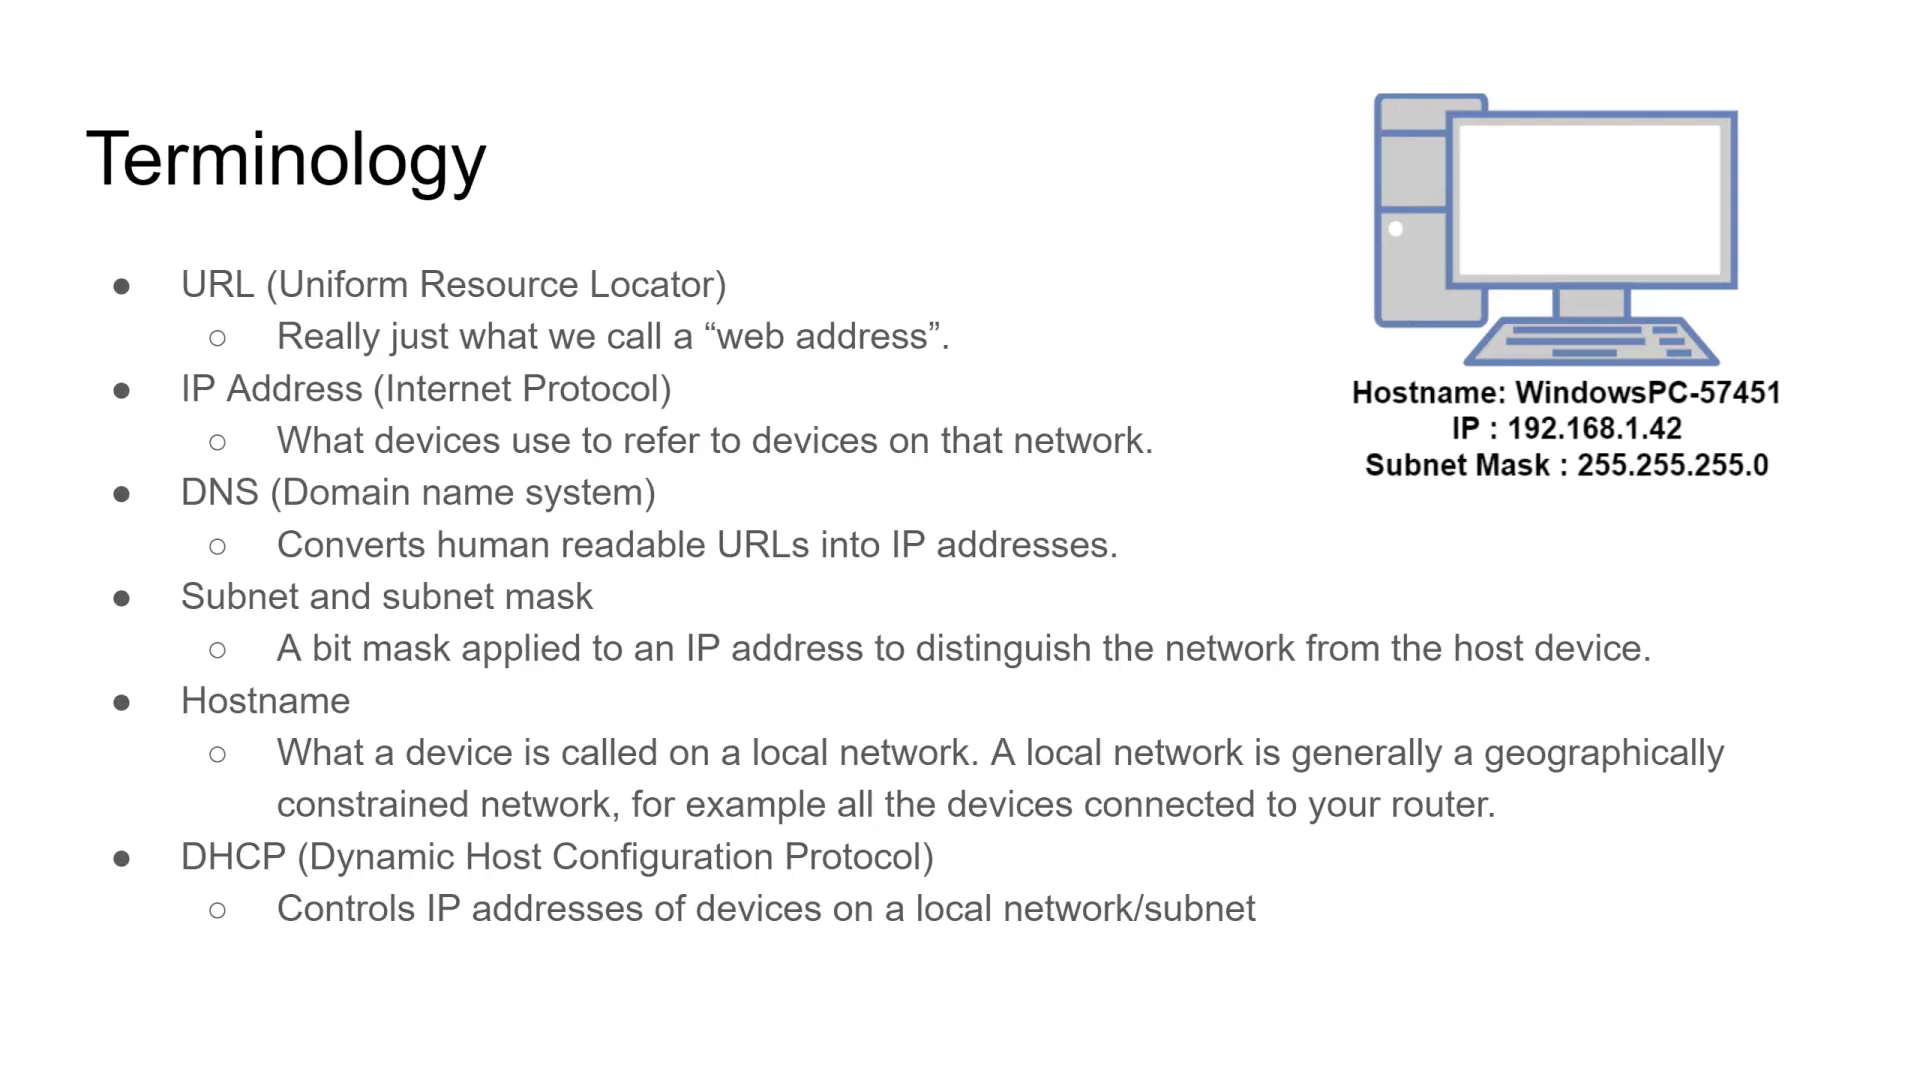 Terminology
● URL (Uniform Resource Locator)
○ Really just what we call a “web address”.
● IP Address (Internet Protocol)
○ What devices use to refer to devices on that network.
● DNS (Domain name system)
○ Converts human readable URLs into IP addresses.
● Subnet and subnet mask
○ A bit mask applied to an IP address to distinguish the network from the host device.
● Hostname
○ What a device is called on a local network. A local network is generally a geographically
constrained network, for example all the devices connected to your router.
● DHCP (Dynamic Host Configuration Protocol)
○ Controls IP addresses of devices on a local network/subnet
Hostname: WindowsPC-57451
IP : 192.168.1.42
Subnet Mask : 255.255.255.0